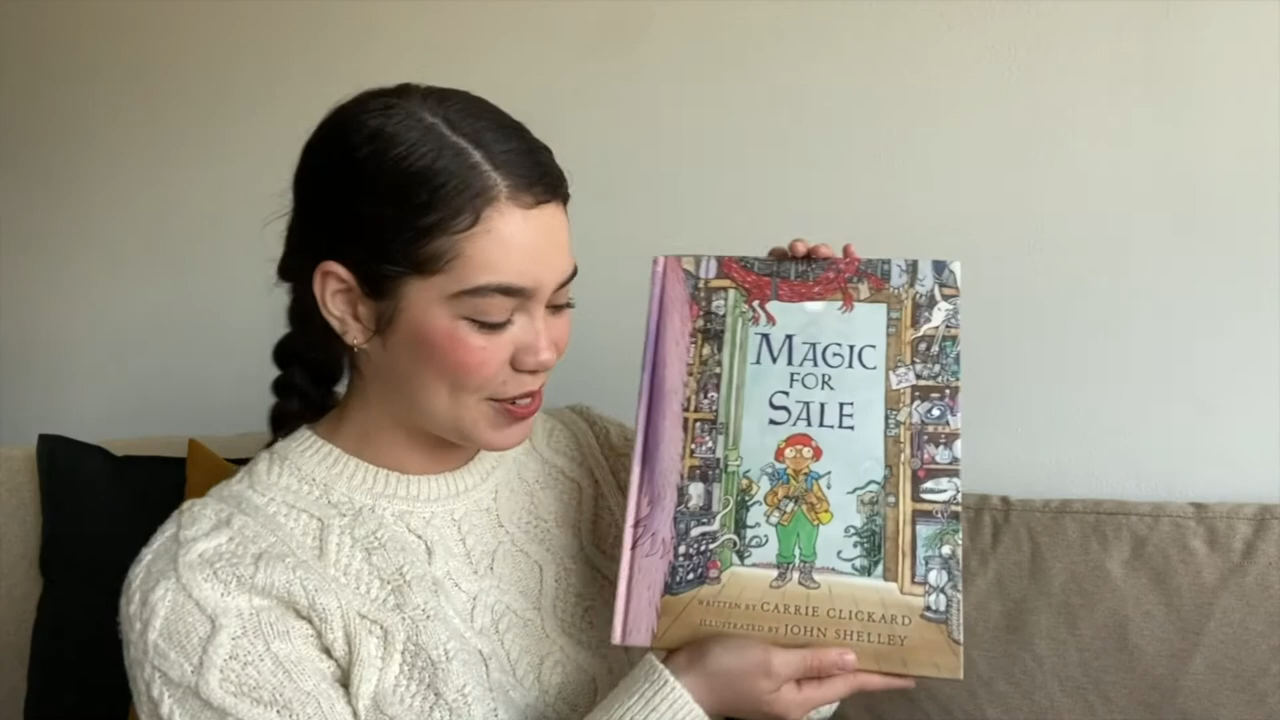 MAGIC
FOR
SALE
WRITTEN BY CARRIE CLICKARD
ILLUSTRATED BY JOHN SHELLEY